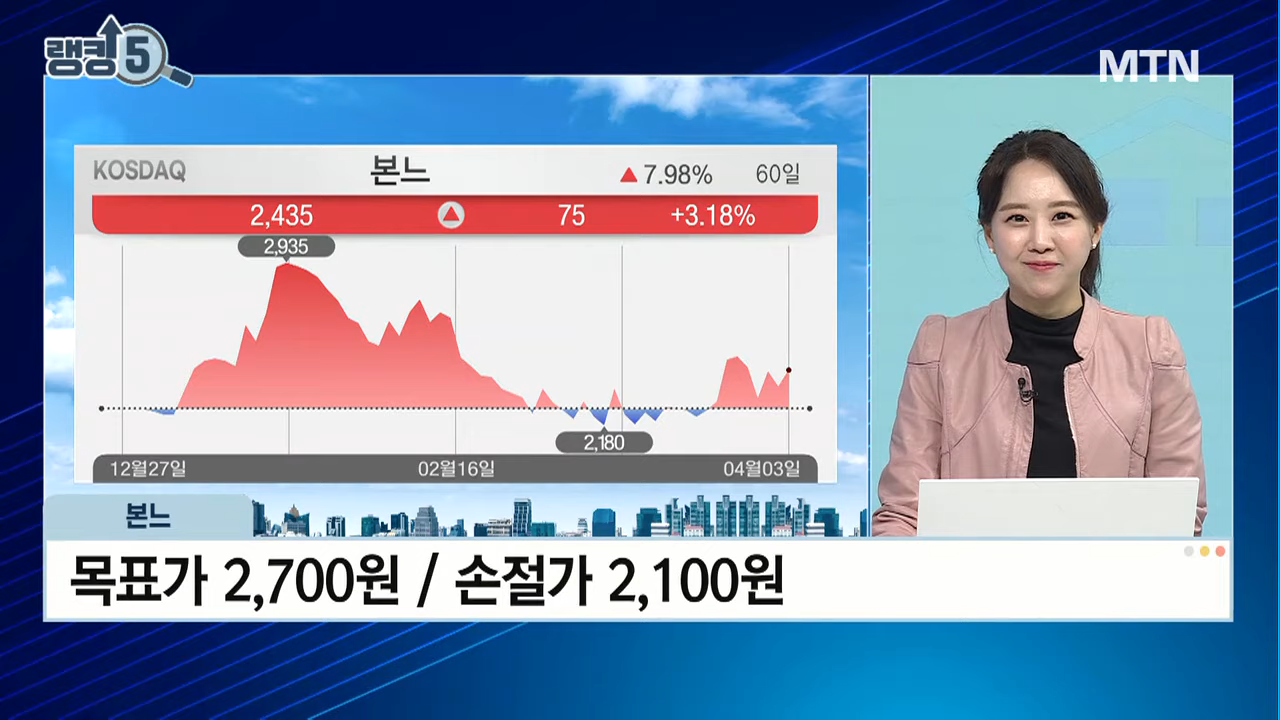 랭킹5
MTN
KOSDAQ 본느 ▲7.98% 60일
2,435 ▲ 75 +3.18%
2,935
2,180
12월27일 02월16일 04월03일
본느
목표가 2,700원 / 손절가 2,100원